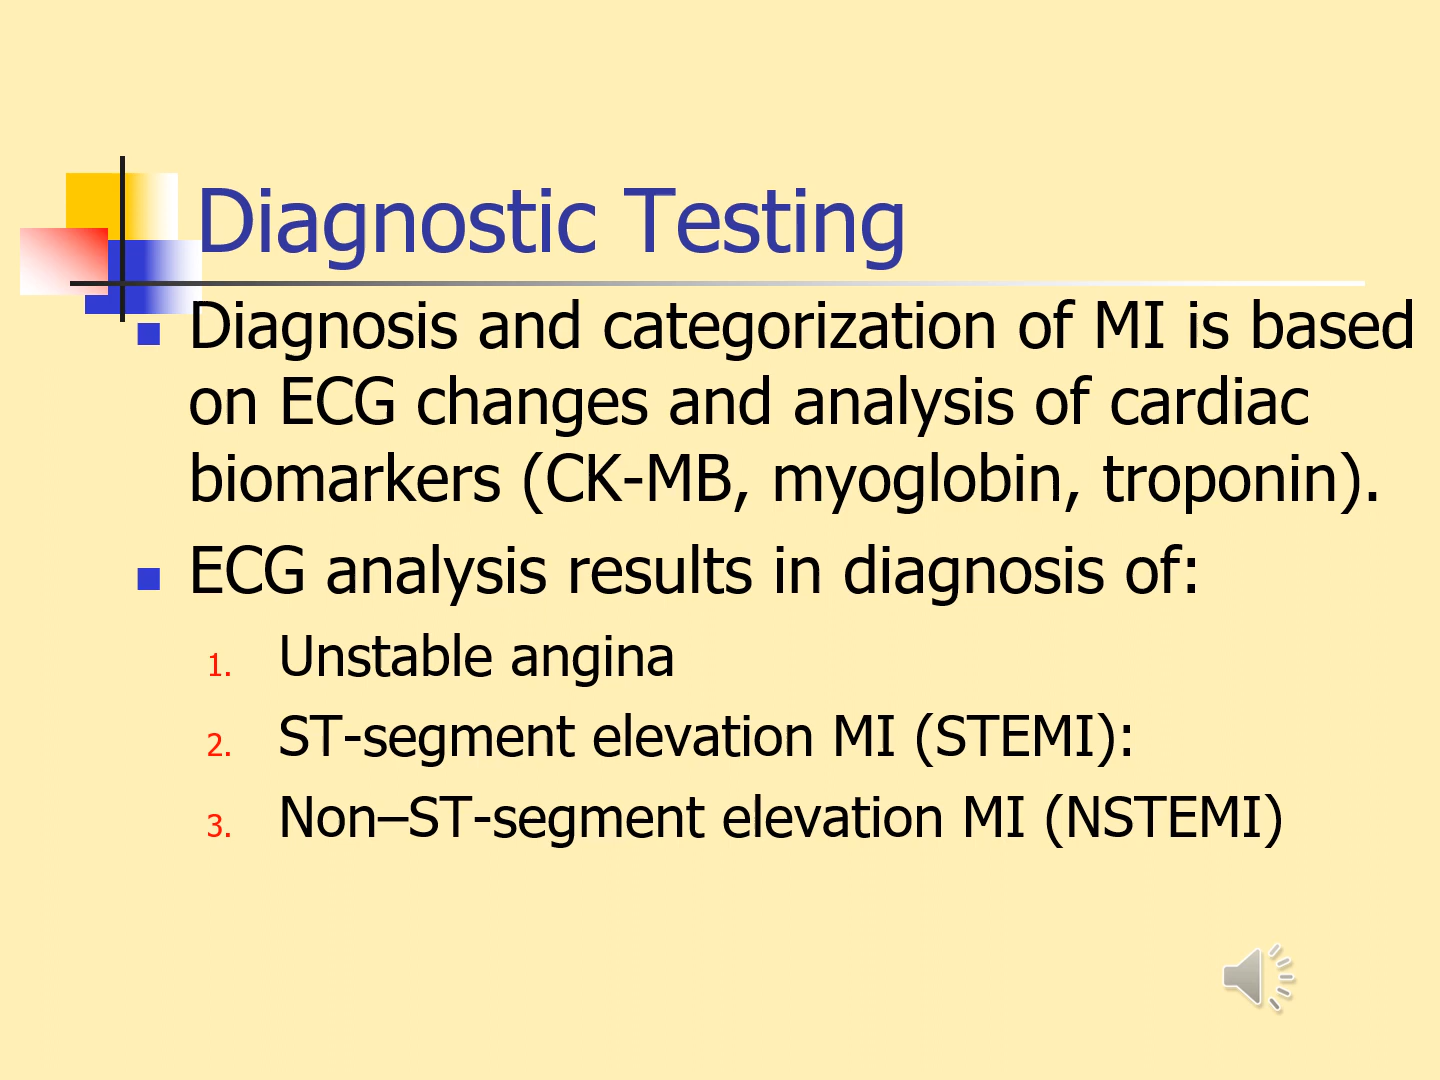 Diagnostic Testing
Diagnosis and categorization of MI is based
on ECG changes and analysis of cardiac
biomarkers (CK-MB, myoglobin, troponin).
ECG analysis results in diagnosis of:
1. Unstable angina
2. ST-segment elevation MI (STEMI):
3. Non–ST-segment elevation MI (NSTEMI)